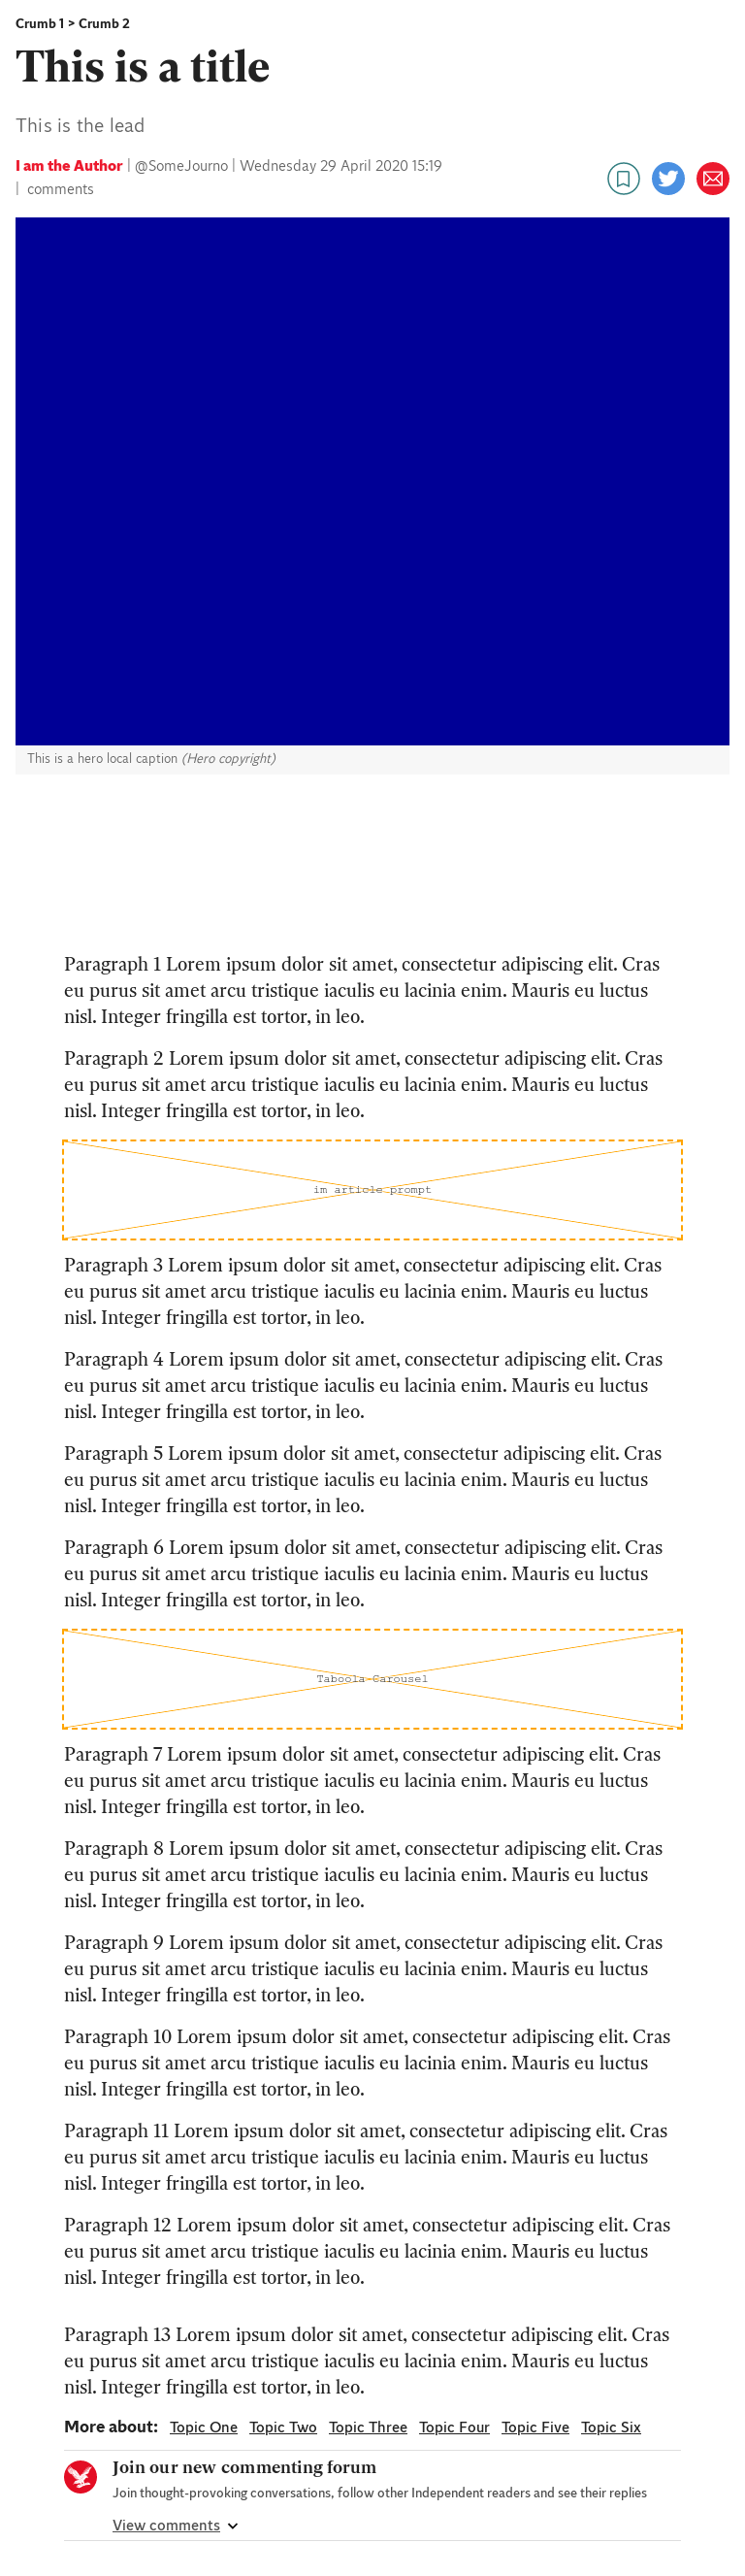 Crumb 1 > Crumb 2
This is a title
This is the lead
I am the Author | @SomeJourno | Wednesday 29 April 2020 15:19
| comments
This is a hero local caption (Hero copyright)
Paragraph 1 Lorem ipsum dolor sit amet, consectetur adipiscing elit. Cras
eu purus sit amet arcu tristique iaculis eu lacinia enim. Mauris eu luctus
nisl. Integer fringilla est tortor, in leo.
Paragraph 2 Lorem ipsum dolor sit amet, consectetur adipiscing elit. Cras
eu purus sit amet arcu tristique iaculis eu lacinia enim. Mauris eu luctus
nisl. Integer fringilla est tortor, in leo.
im article prompt
Paragraph 3 Lorem ipsum dolor sit amet, consectetur adipiscing elit. Cras
eu purus sit amet arcu tristique iaculis eu lacinia enim. Mauris eu luctus
nisl. Integer fringilla est tortor, in leo.
Paragraph 4 Lorem ipsum dolor sit amet, consectetur adipiscing elit. Cras
eu purus sit amet arcu tristique iaculis eu lacinia enim. Mauris eu luctus
nisl. Integer fringilla est tortor, in leo.
Paragraph 5 Lorem ipsum dolor sit amet, consectetur adipiscing elit. Cras
eu purus sit amet arcu tristique iaculis eu lacinia enim. Mauris eu luctus
nisl. Integer fringilla est tortor, in leo.
Paragraph 6 Lorem ipsum dolor sit amet, consectetur adipiscing elit. Cras
eu purus sit amet arcu tristique iaculis eu lacinia enim. Mauris eu luctus
nisl. Integer fringilla est tortor, in leo.
Taboola-Carousel
Paragraph 7 Lorem ipsum dolor sit amet, consectetur adipiscing elit. Cras
eu purus sit amet arcu tristique iaculis eu lacinia enim. Mauris eu luctus
nisl. Integer fringilla est tortor, in leo.
Paragraph 8 Lorem ipsum dolor sit amet, consectetur adipiscing elit. Cras
eu purus sit amet arcu tristique iaculis eu lacinia enim. Mauris eu luctus
nisl. Integer fringilla est tortor, in leo.
Paragraph 9 Lorem ipsum dolor sit amet, consectetur adipiscing elit. Cras
eu purus sit amet arcu tristique iaculis eu lacinia enim. Mauris eu luctus
nisl. Integer fringilla est tortor, in leo.
Paragraph 10 Lorem ipsum dolor sit amet, consectetur adipiscing elit. Cras
eu purus sit amet arcu tristique iaculis eu lacinia enim. Mauris eu luctus
nisl. Integer fringilla est tortor, in leo.
Paragraph 11 Lorem ipsum dolor sit amet, consectetur adipiscing elit. Cras
eu purus sit amet arcu tristique iaculis eu lacinia enim. Mauris eu luctus
nisl. Integer fringilla est tortor, in leo.
Paragraph 12 Lorem ipsum dolor sit amet, consectetur adipiscing elit. Cras
eu purus sit amet arcu tristique iaculis eu lacinia enim. Mauris eu luctus
nisl. Integer fringilla est tortor, in leo.
Paragraph 13 Lorem ipsum dolor sit amet, consectetur adipiscing elit. Cras
eu purus sit amet arcu tristique iaculis eu lacinia enim. Mauris eu luctus
nisl. Integer fringilla est tortor, in leo.
More about: Topic One Topic Two Topic Three Topic Four Topic Five Topic Six
Join our new commenting forum
Join thought-provoking conversations, follow other Independent readers and see their replies
View comments